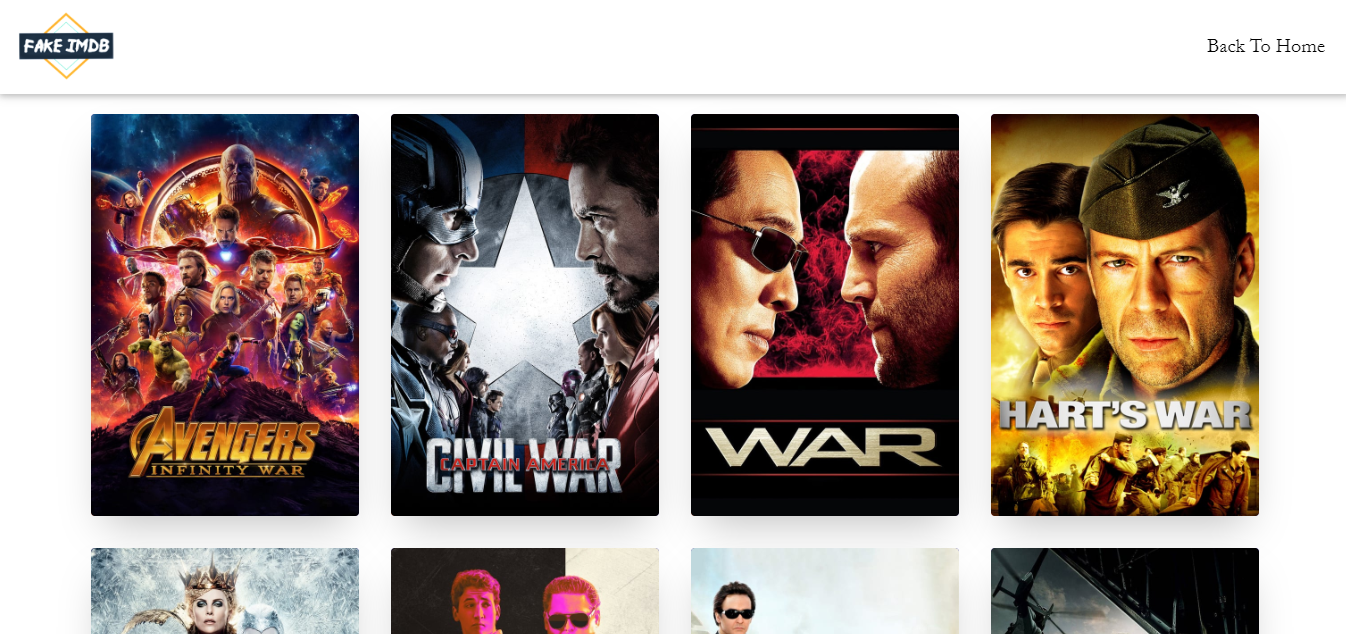 FAKE IMDB
Back To Home
AVENGERS
INFINITY WAR
CIVIL WAR
CAPTAIN AMERICA
WAR
HART'S WAR